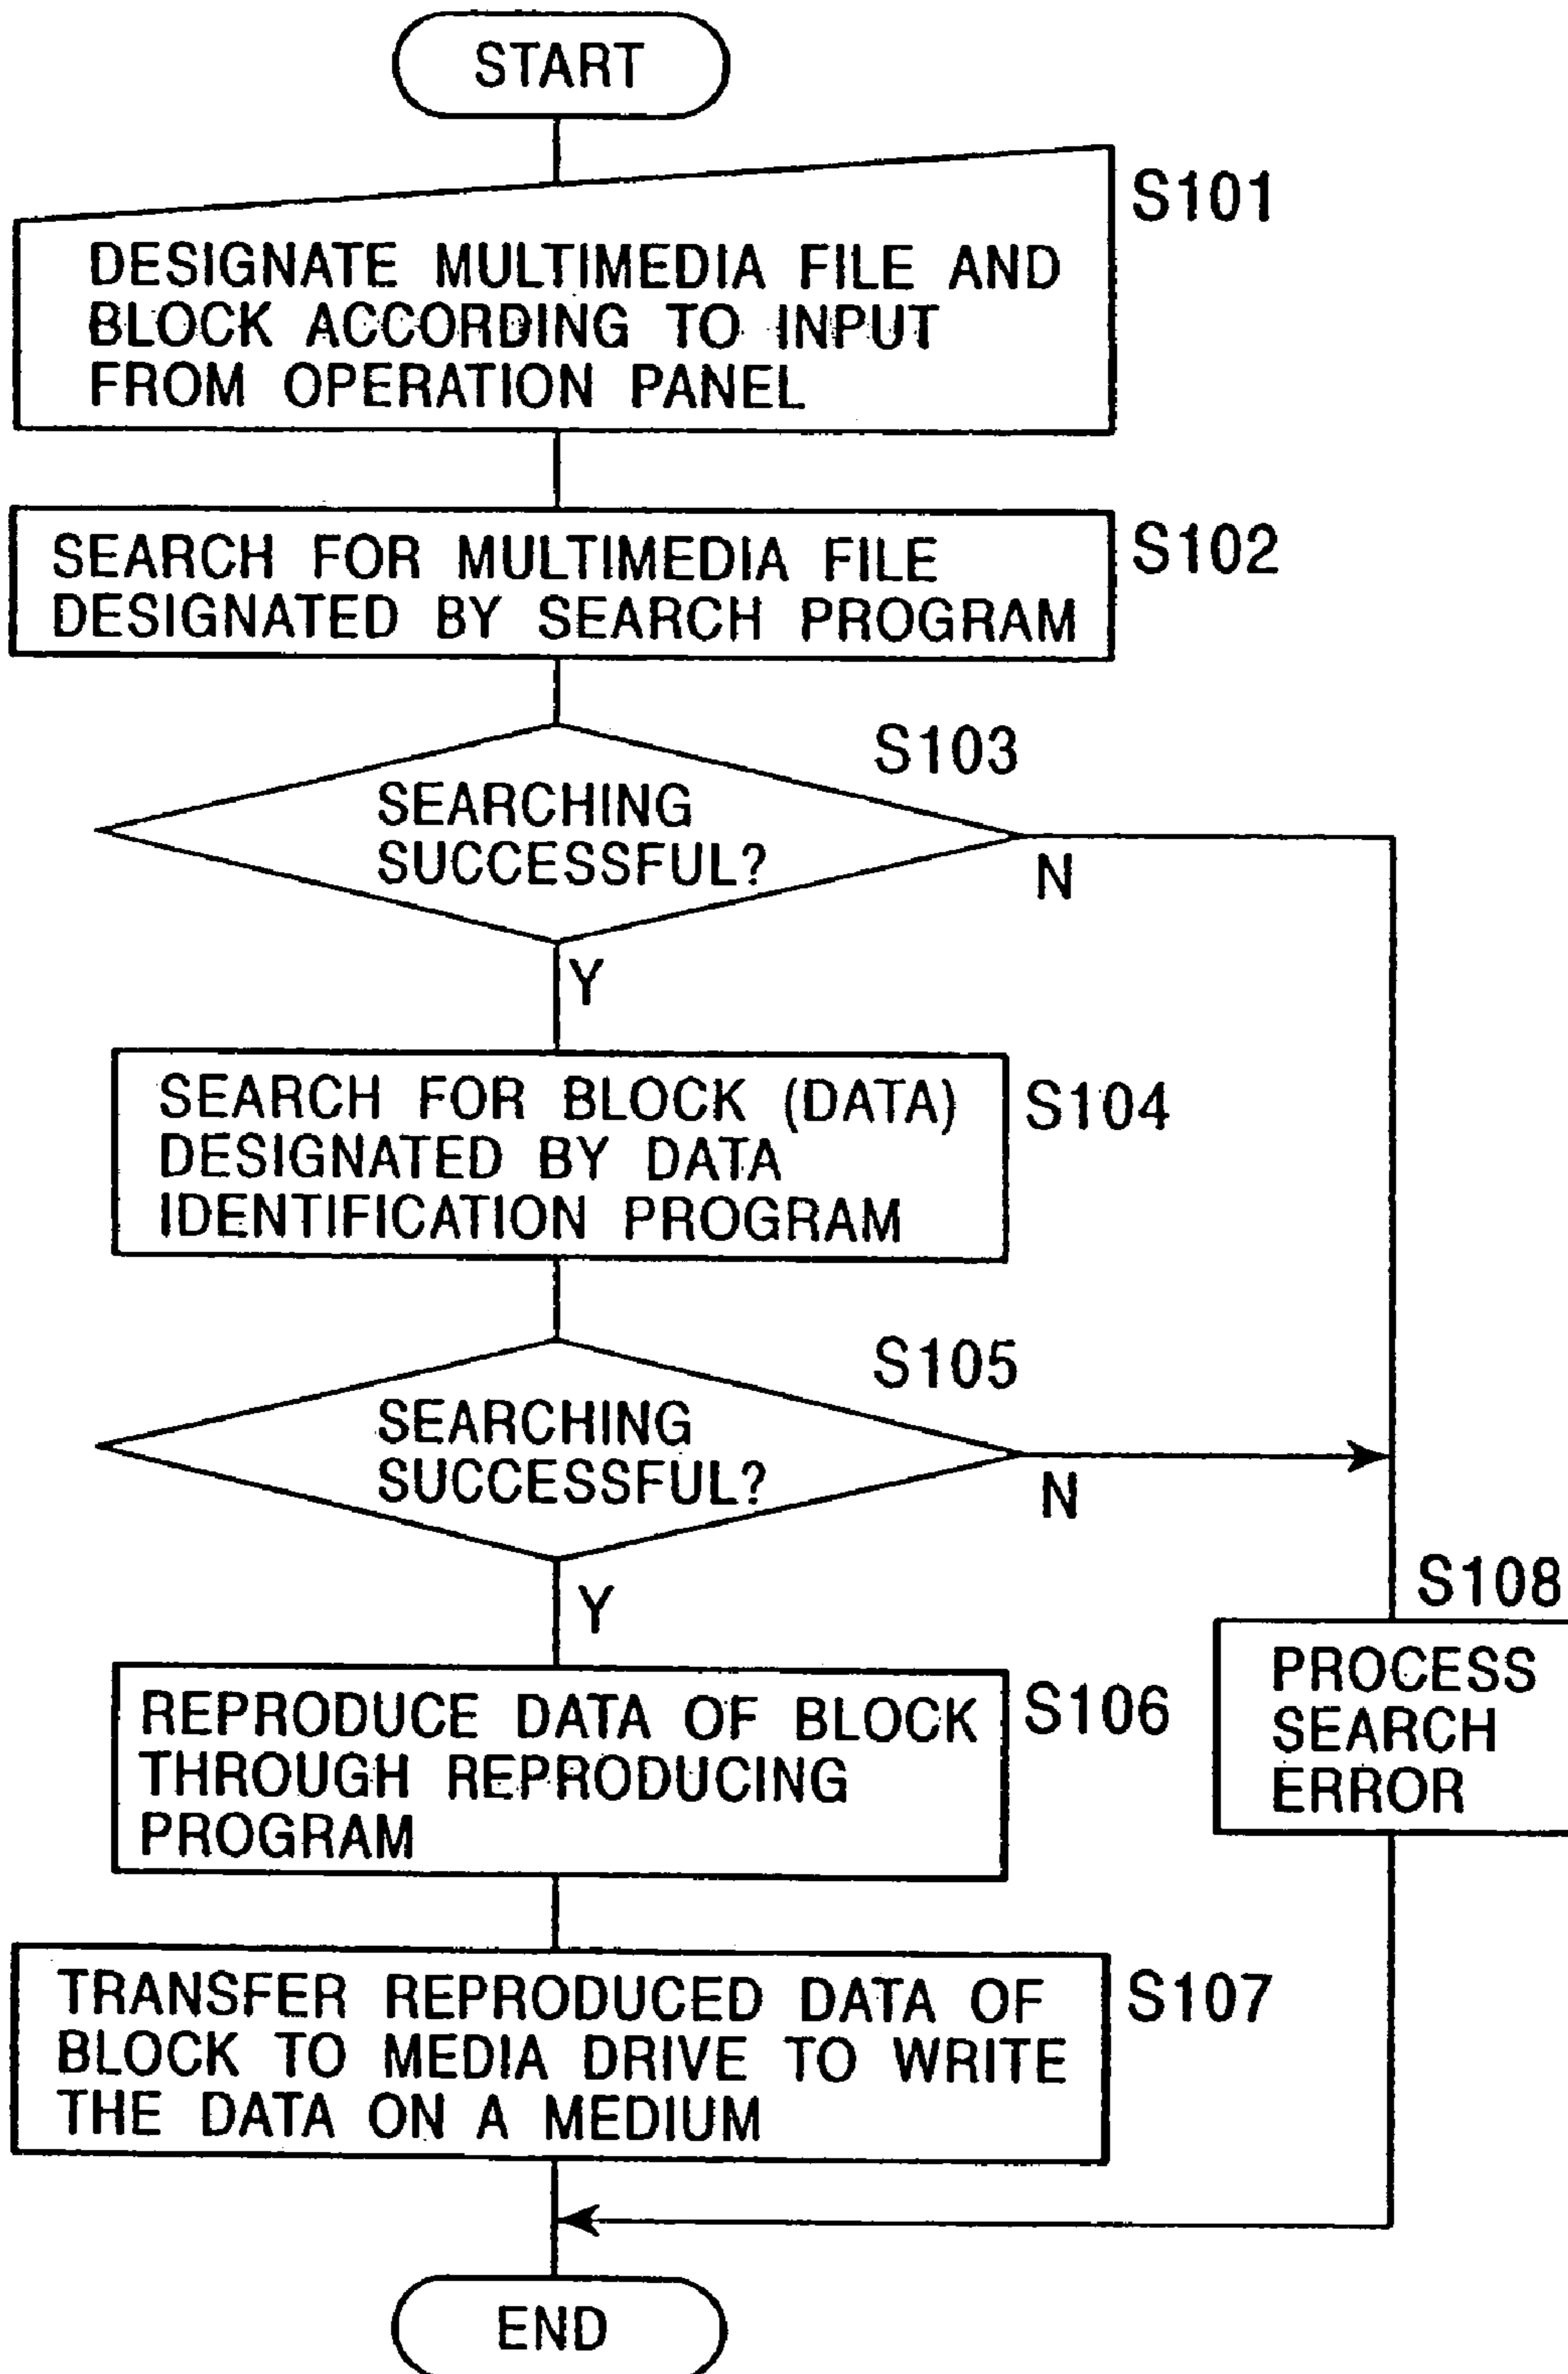 START
S101
DESIGNATE MULTIMEDIA FILE AND
BLOCK ACCORDING TO INPUT
FROM OPERATION PANEL
S102
SEARCH FOR MULTIMEDIA FILE
DESIGNATED BY SEARCH PROGRAM
S103
SEARCHING
SUCCESSFUL?
N
Y
SEARCH FOR BLOCK (DATA)
DESIGNATED BY DATA
IDENTIFICATION PROGRAM
S104
S105
SEARCHING
SUCCESSFUL?
N
Y
S108
PROCESS
SEARCH
ERROR
REPRODUCE DATA OF BLOCK
THROUGH REPRODUCING
PROGRAM
S106
TRANSFER REPRODUCED DATA OF
BLOCK TO MEDIA DRIVE TO WRITE
THE DATA ON A MEDIUM
S107
END